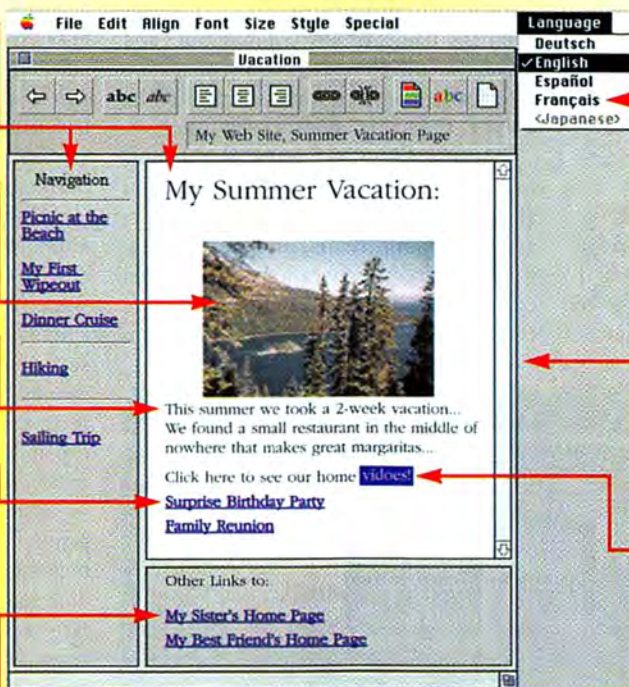 File Edit Align Font Size Style Special
Language
Deutsch
✓English
Español
Français
<Japanese>
Vacation
abc abc abc
My Web Site, Summer Vacation Page
Navigation
Picnic at the
Beach
My First
Wipeout
Dinner Cruise
Hiking
Sailing Trip
My Summer Vacation:
This summer we took a 2-week vacation...
We found a small restaurant in the middle of
nowhere that makes great margaritas....
Click here to see our home vidoes!
Surprise Birthday Party
Family Reunion
Other Links to:
My Sister's Home Page
My Best Friend's Home Page